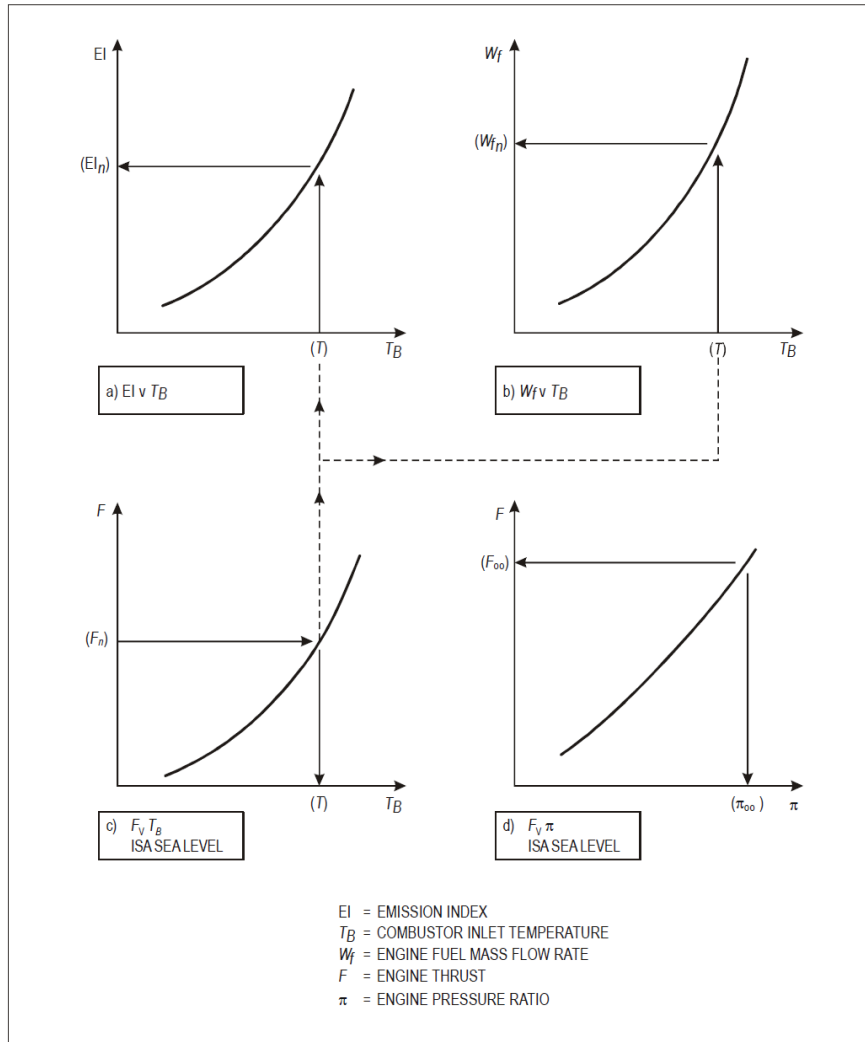 EI
(EIn)
(T)
TB
a) EI v TB
Wf
(Wfn)
(T)
TB
b) Wf v TB
F
(Fn)
(T)
TB
c) FV TB
ISA SEA LEVEL
F
(Foo)
(πoo)
π
d) FV π
ISA SEA LEVEL
EI = EMISSION INDEX
TB = COMBUSTOR INLET TEMPERATURE
Wf = ENGINE FUEL MASS FLOW RATE
F = ENGINE THRUST
π = ENGINE PRESSURE RATIO